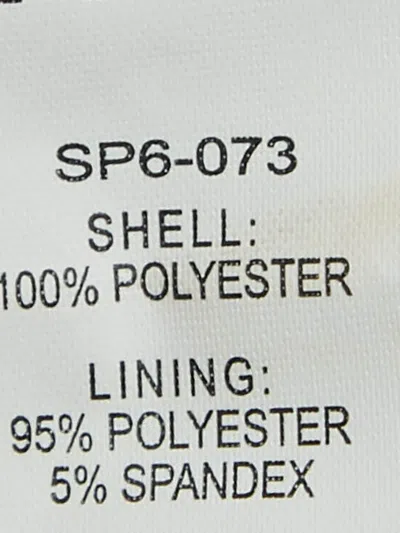 SP6-073
SHELL:
100% POLYESTER
LINING:
95% POLYESTER
5% SPANDEX